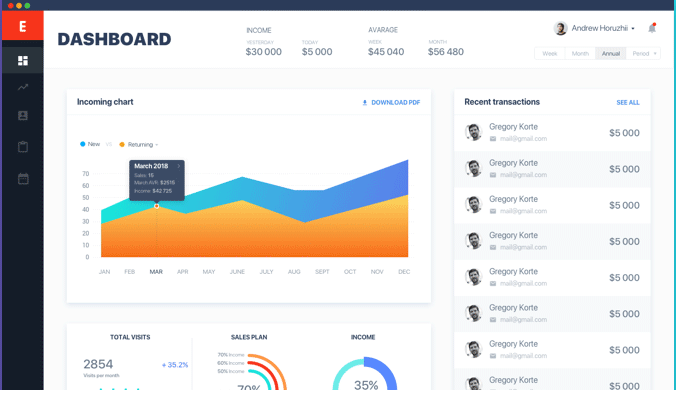 E
DASHBOARD
INCOME
YESTERDAY
$30 000
TODAY
$5 000
AVARAGE
WEEK
$45 040
MONTH
$56 480
Andrew Horuzhii
Week Month Annual Period
Incoming chart
DOWNLOAD PDF
New VS Returning
March 2018
Sales: 15
March AVR: $2515
Income: $42 725
70
60
50
40
30
20
10
0
JAN FEB MAR APR MAY JUNE JULY AUG SEPT OCT NOV DEC
Recent transactions
SEE ALL
Gregory Korte
mail@gmail.com
$5 000
Gregory Korte
mail@gmail.com
$5 000
Gregory Korte
mail@gmail.com
$5 000
Gregory Korte
mail@gmail.com
$5 000
Gregory Korte
mail@gmail.com
$5 000
Gregory Korte
mail@gmail.com
$5 000
Gregory Korte
mail@gmail.com
$5 000
Gregory Korte
mail@gmail.com
$5 000
TOTAL VISITS
2854
Visits per month
+ 35.2%
SALES PLAN
70% Income
60% Income
50% Income
70%
INCOME
35%